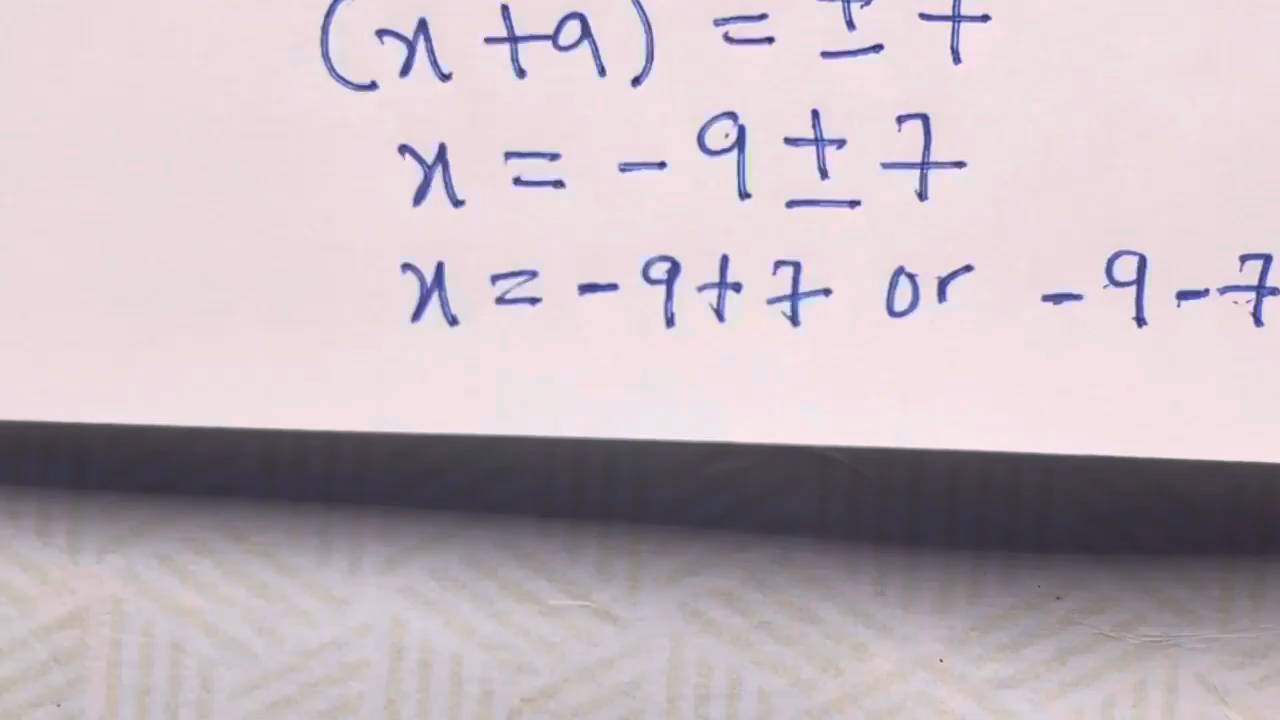 (x+9) = ±7
x = -9 ± 7
x = -9+7 or -9-7